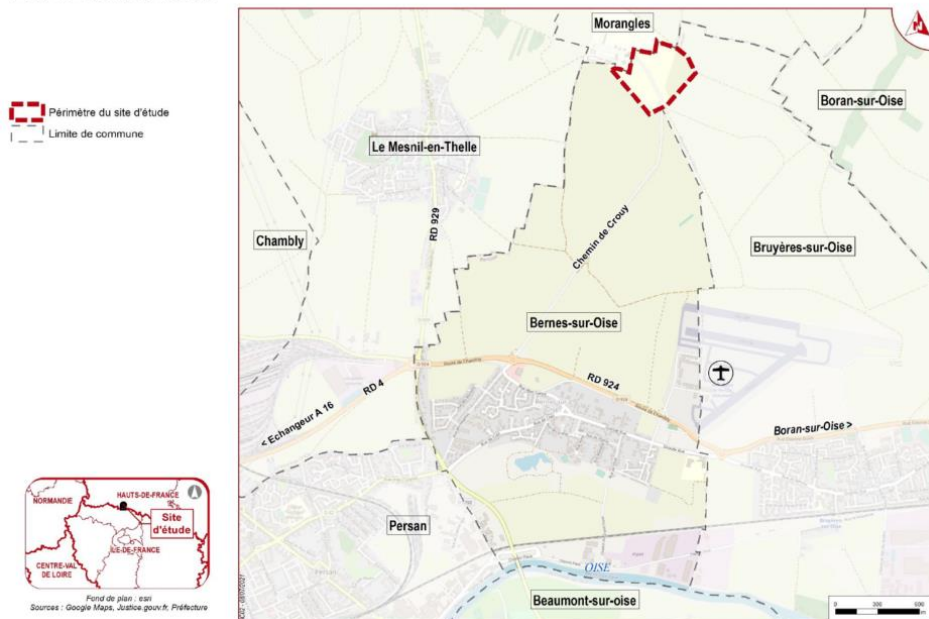 Périmètre du site d'étude
Limite de commune
Morangles
Boran-sur-Oise
Le Mesnil-en-Thelle
RD 929
Chemin de Crouy
Chambly
Bruyères-sur-Oise
Bernes-sur-Oise
RD 924
RD 4
< Echangeur A 16
Boran-sur-Oise >
Persan
OISE
Beaumont-sur-oise
NORMANDIE
HAUTS-DE-FRANCE
Site
d'étude
ILE-DE-FRANCE
CENTRE-VAL
DE LOIRE
Fond de plan : esri
Sources : Google Maps, Justice.gouv.fr, Préfecture
0 300 600
m